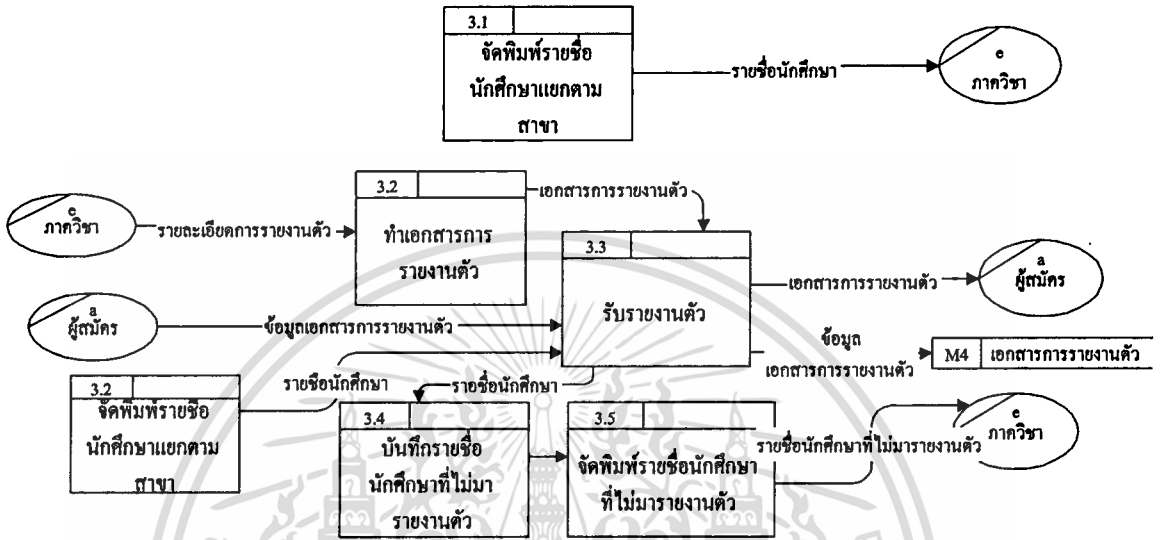 3.1
จัดพิมพ์รายชื่อ
นักศึกษาแยกตาม
สาขา
รายชื่อนักศึกษา
e
ภาควิชา
e
ภาควิชา
รายละเอียดการรายงานตัว
3.2
ทำเอกสารการ
รายงานตัว
เอกสารการรายงานตัว
3.3
รับรายงานตัว
เอกสารการรายงานตัว
a
ผู้สมัคร
a
ผู้สมัคร
ข้อมูลเอกสารการรายงานตัว
ข้อมูล
เอกสารการรายงานตัว
M4 เอกสารการรายงานตัว
3.2
จัดพิมพ์รายชื่อ
นักศึกษาแยกตาม
สาขา
รายชื่อนักศึกษา
รายชื่อนักศึกษา
3.4
บันทึกรายชื่อ
นักศึกษาที่ไม่มา
รายงานตัว
3.5
จัดพิมพ์รายชื่อนักศึกษา
ที่ไม่มารายงานตัว
รายชื่อนักศึกษาที่ไม่มารายงานตัว
e
ภาควิชา